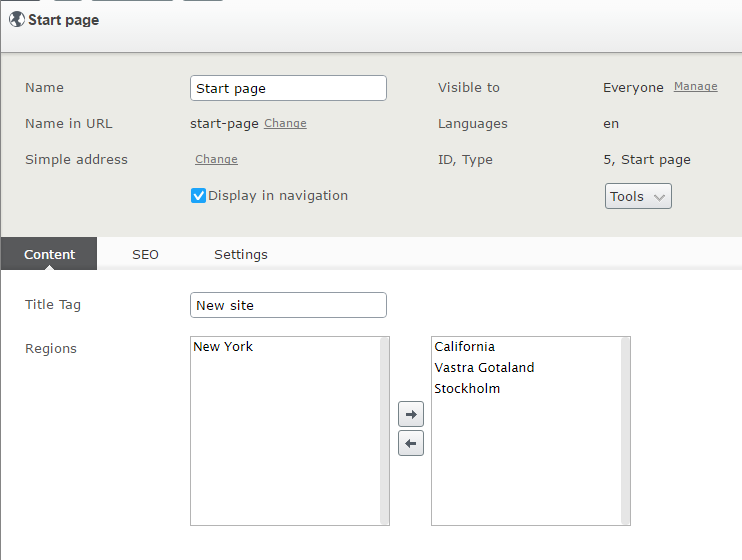 Start page
Name Start page Visible to Everyone Manage
Name in URL start-page Change Languages en
Simple address Change ID, Type 5, Start page
Display in navigation Tools
Content SEO Settings
Title Tag New site
Regions New York California
Vastra Gotaland
Stockholm